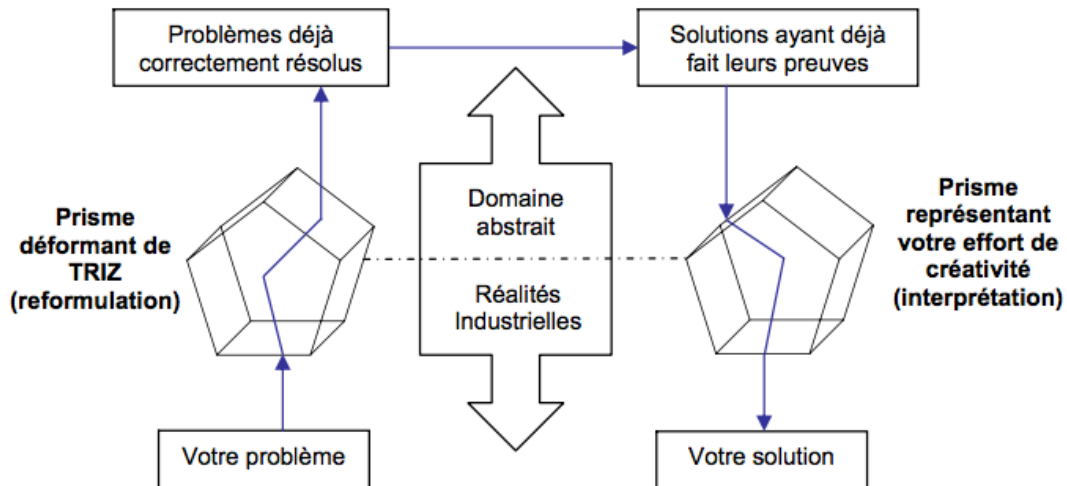 Problèmes déjà
correctement résolus
Solutions ayant déjà
fait leurs preuves
Prisme
déformant de
TRIZ
(reformulation)
Domaine
abstrait
Réalités
Industrielles
Prisme
représentant
votre effort de
créativité
(interprétation)
Votre problème
Votre solution